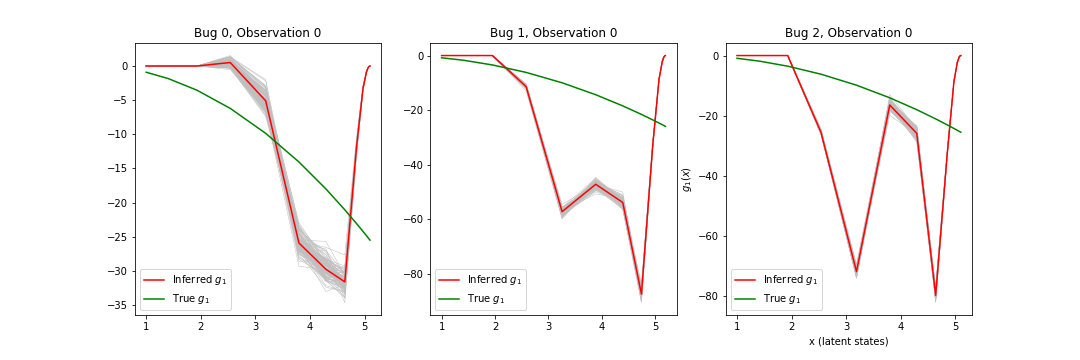 Bug 0, Observation 0
0
−5
−10
−15
−20
−25
−30
−35
1 2 3 4 5
Inferred g₁
True g₁
Bug 1, Observation 0
0
−20
−40
−60
−80
1 2 3 4 5
Inferred g₁
True g₁
Bug 2, Observation 0
g₁(x)
0
−20
−40
−60
−80
1 2 3 4 5
Inferred g₁
True g₁
x (latent states)